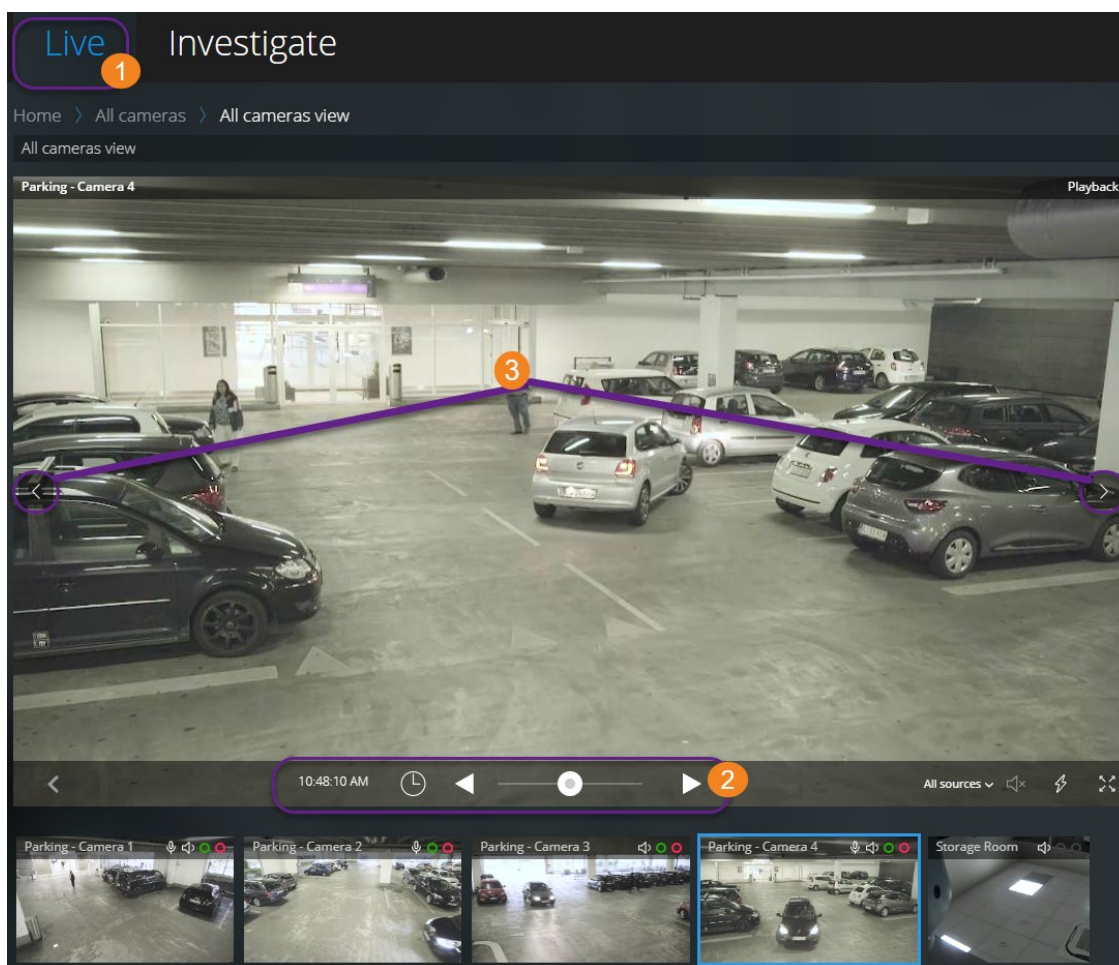 Live Investigate
1
Home > All cameras > All cameras view
All cameras view
Parking - Camera 4 Playback
3
10:48:10 AM 2 All sources
Parking - Camera 1 Parking - Camera 2 Parking - Camera 3 Parking - Camera 4 Storage Room